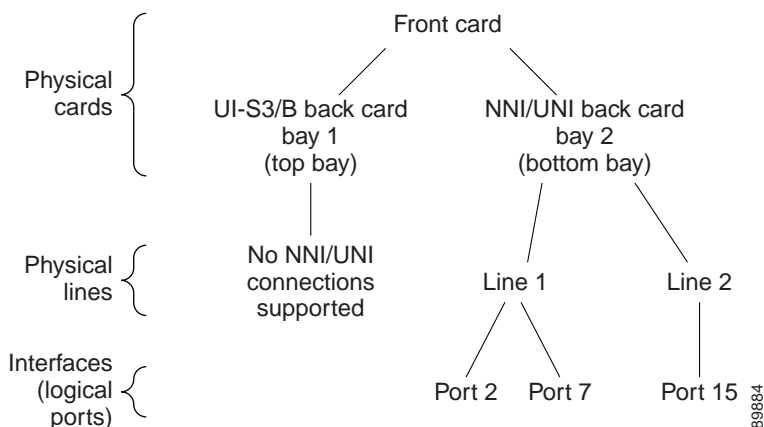 Front card
Physical
cards
UI-S3/B back card
bay 1
(top bay)
NNI/UNI back card
bay 2
(bottom bay)
Physical
lines
No NNI/UNI
connections
supported
Line 1
Line 2
Interfaces
(logical
ports)
Port 2
Port 7
Port 15
89884